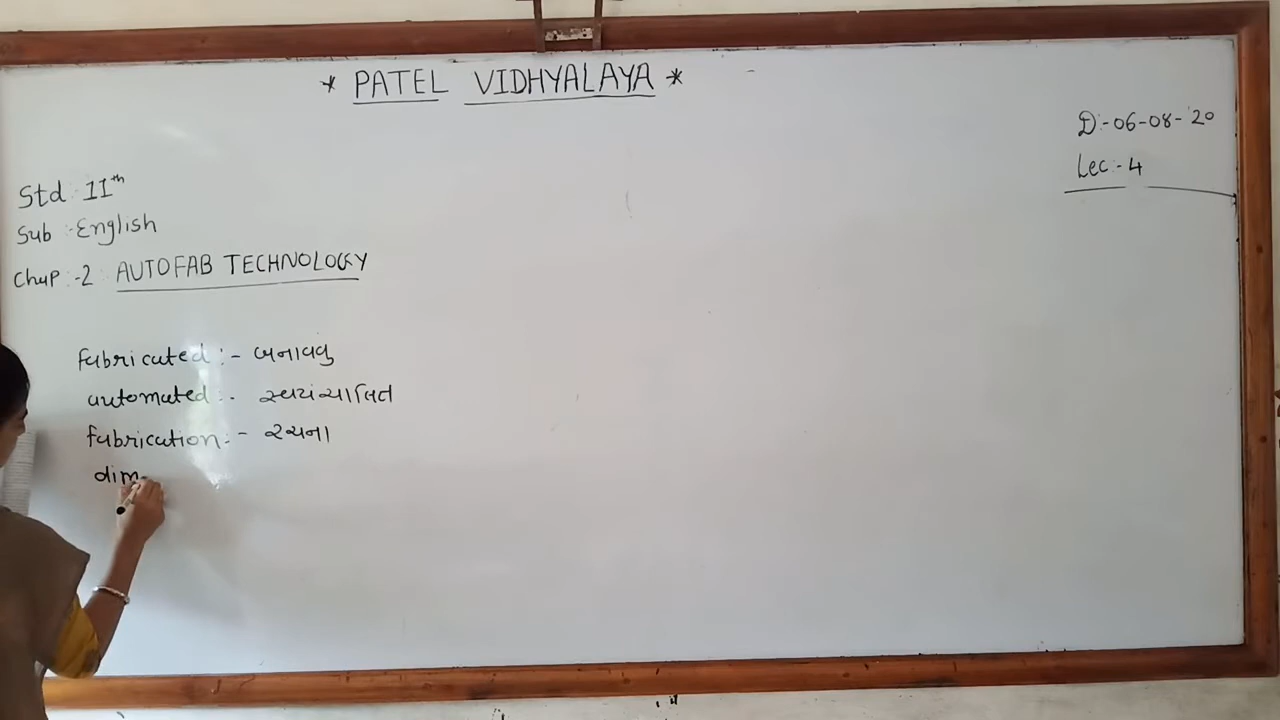 * PATEL VIDHYALAYA *
D:-06-08-'20
Lec:-4
Std: 11th
Sub :-English
Chap:-2: AUTOFAB TECHNOLOGY
fabricated :- બનાવવું
automated :- સ્વયંચાલિત
fabrication :- રચના
dim